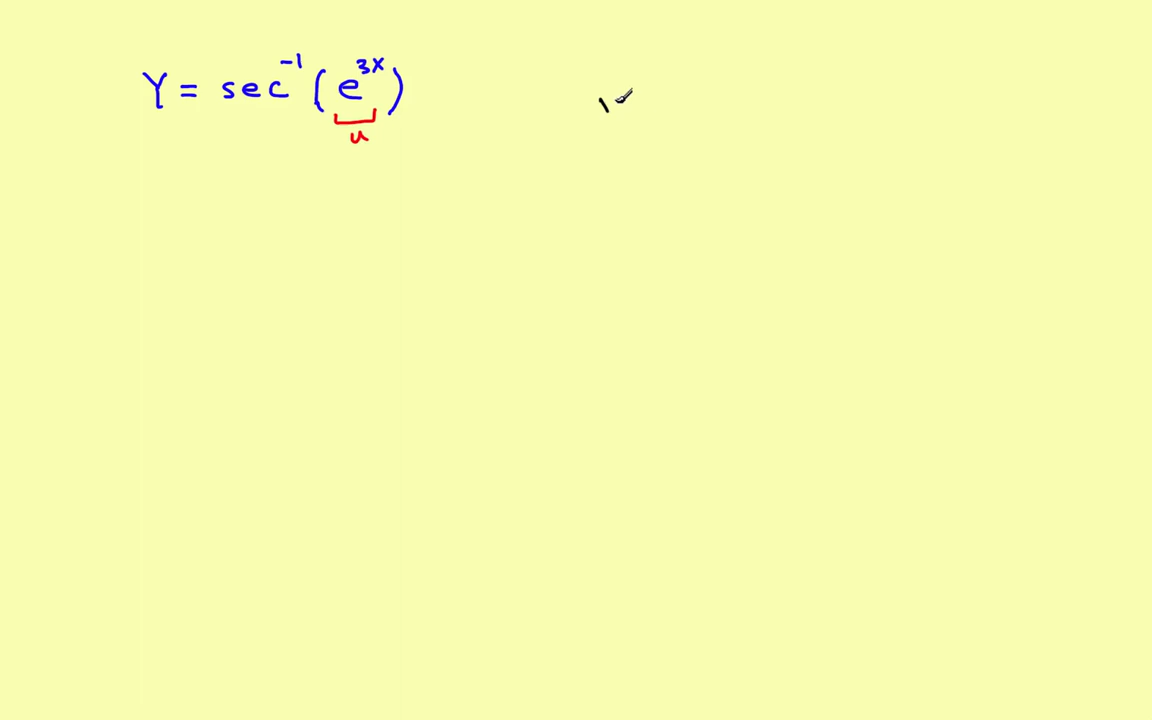 Y = sec⁻¹ (e³ˣ)
u